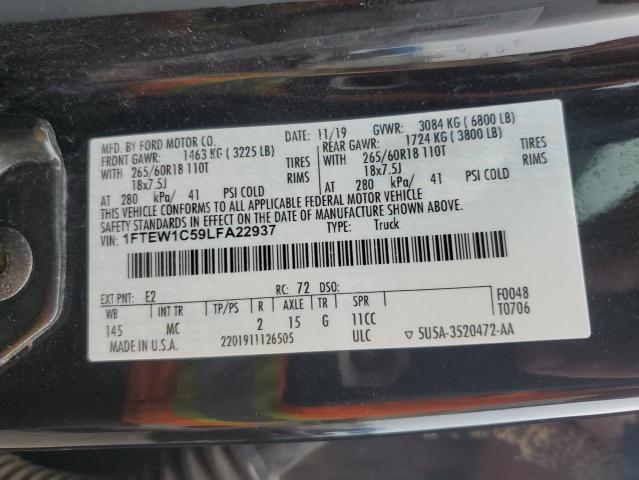 MFD. BY FORD MOTOR CO. DATE: 11/19 GVWR: 3084 KG ( 6800 LB)
FRONT GAWR: 1463 KG ( 3225 LB) REAR GAWR: 1724 KG ( 3800 LB)
WITH 265/60R18 110T TIRES WITH 265/60R18 110T TIRES
18x7.5J RIMS 18x7.5J RIMS
AT 280 kPa/ 41 PSI COLD AT 280 kPa/ 41 PSI COLD
THIS VEHICLE CONFORMS TO ALL APPLICABLE FEDERAL MOTOR VEHICLE
SAFETY STANDARDS IN EFFECT ON THE DATE OF MANUFACTURE SHOWN ABOVE.
VIN: 1FTEW1C59LFA22937 TYPE: Truck
EXT PNT: E2 RC: 72 DSO:
WB INT TR TP/PS R AXLE TR SPR F0048
145 MC 2 15 G 11CC T0706
MADE IN U.S.A. 2201911126505 ULC ▽ 5U5A-3520472-AA